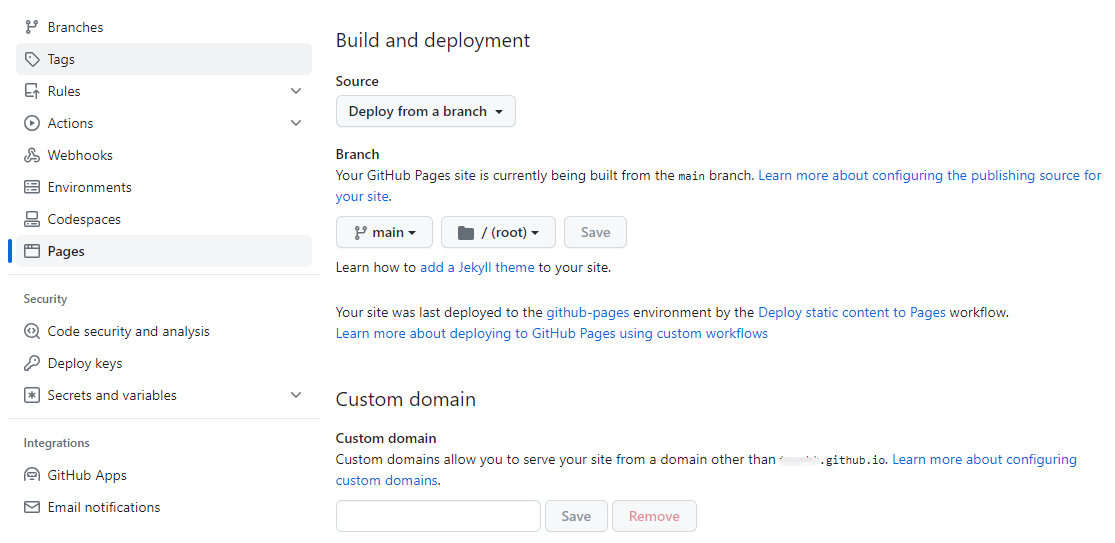 Branches
Tags
Rules
Actions
Webhooks
Environments
Codespaces
Pages
Security
Code security and analysis
Deploy keys
Secrets and variables
Integrations
GitHub Apps
Email notifications
Build and deployment
Source
Deploy from a branch
Branch
Your GitHub Pages site is currently being built from the main branch. Learn more about configuring the publishing source for
your site.
main
/ (root)
Save
Learn how to add a Jekyll theme to your site.
Your site was last deployed to the github-pages environment by the Deploy static content to Pages workflow.
Learn more about deploying to GitHub Pages using custom workflows
Custom domain
Custom domain
Custom domains allow you to serve your site from a domain other than .github.io. Learn more about configuring
custom domains.
Save
Remove